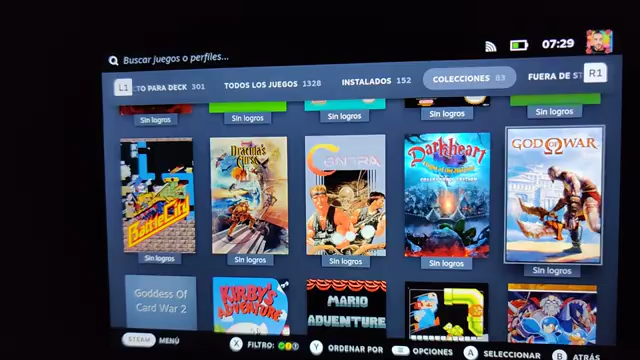 Buscar juegos o perfiles...
07:29
L1
CTO PARA DECK 301
TODOS LOS JUEGOS 1328
INSTALADOS 152
COLECCIONES 83
FUERA DE ST
R1
Sin logros
Sin logros
Sin logros
Sin logros
Sin logros
BattleCity
Dracula's Curse
CONTRA
Darkheart
COLLECTOR'S EDITION
GOD OF WAR
Sin logros
Sin logros
Sin logros
Sin logros
Sin logros
Goddess Of
Card War 2
KIRBY'S
ADVENTURE
MARIO
ADVENTURE
STEAM MENÚ
X FILTRO:
Y ORDENAR POR
OPCIONES
A SELECCIONAR
B ATRÁS